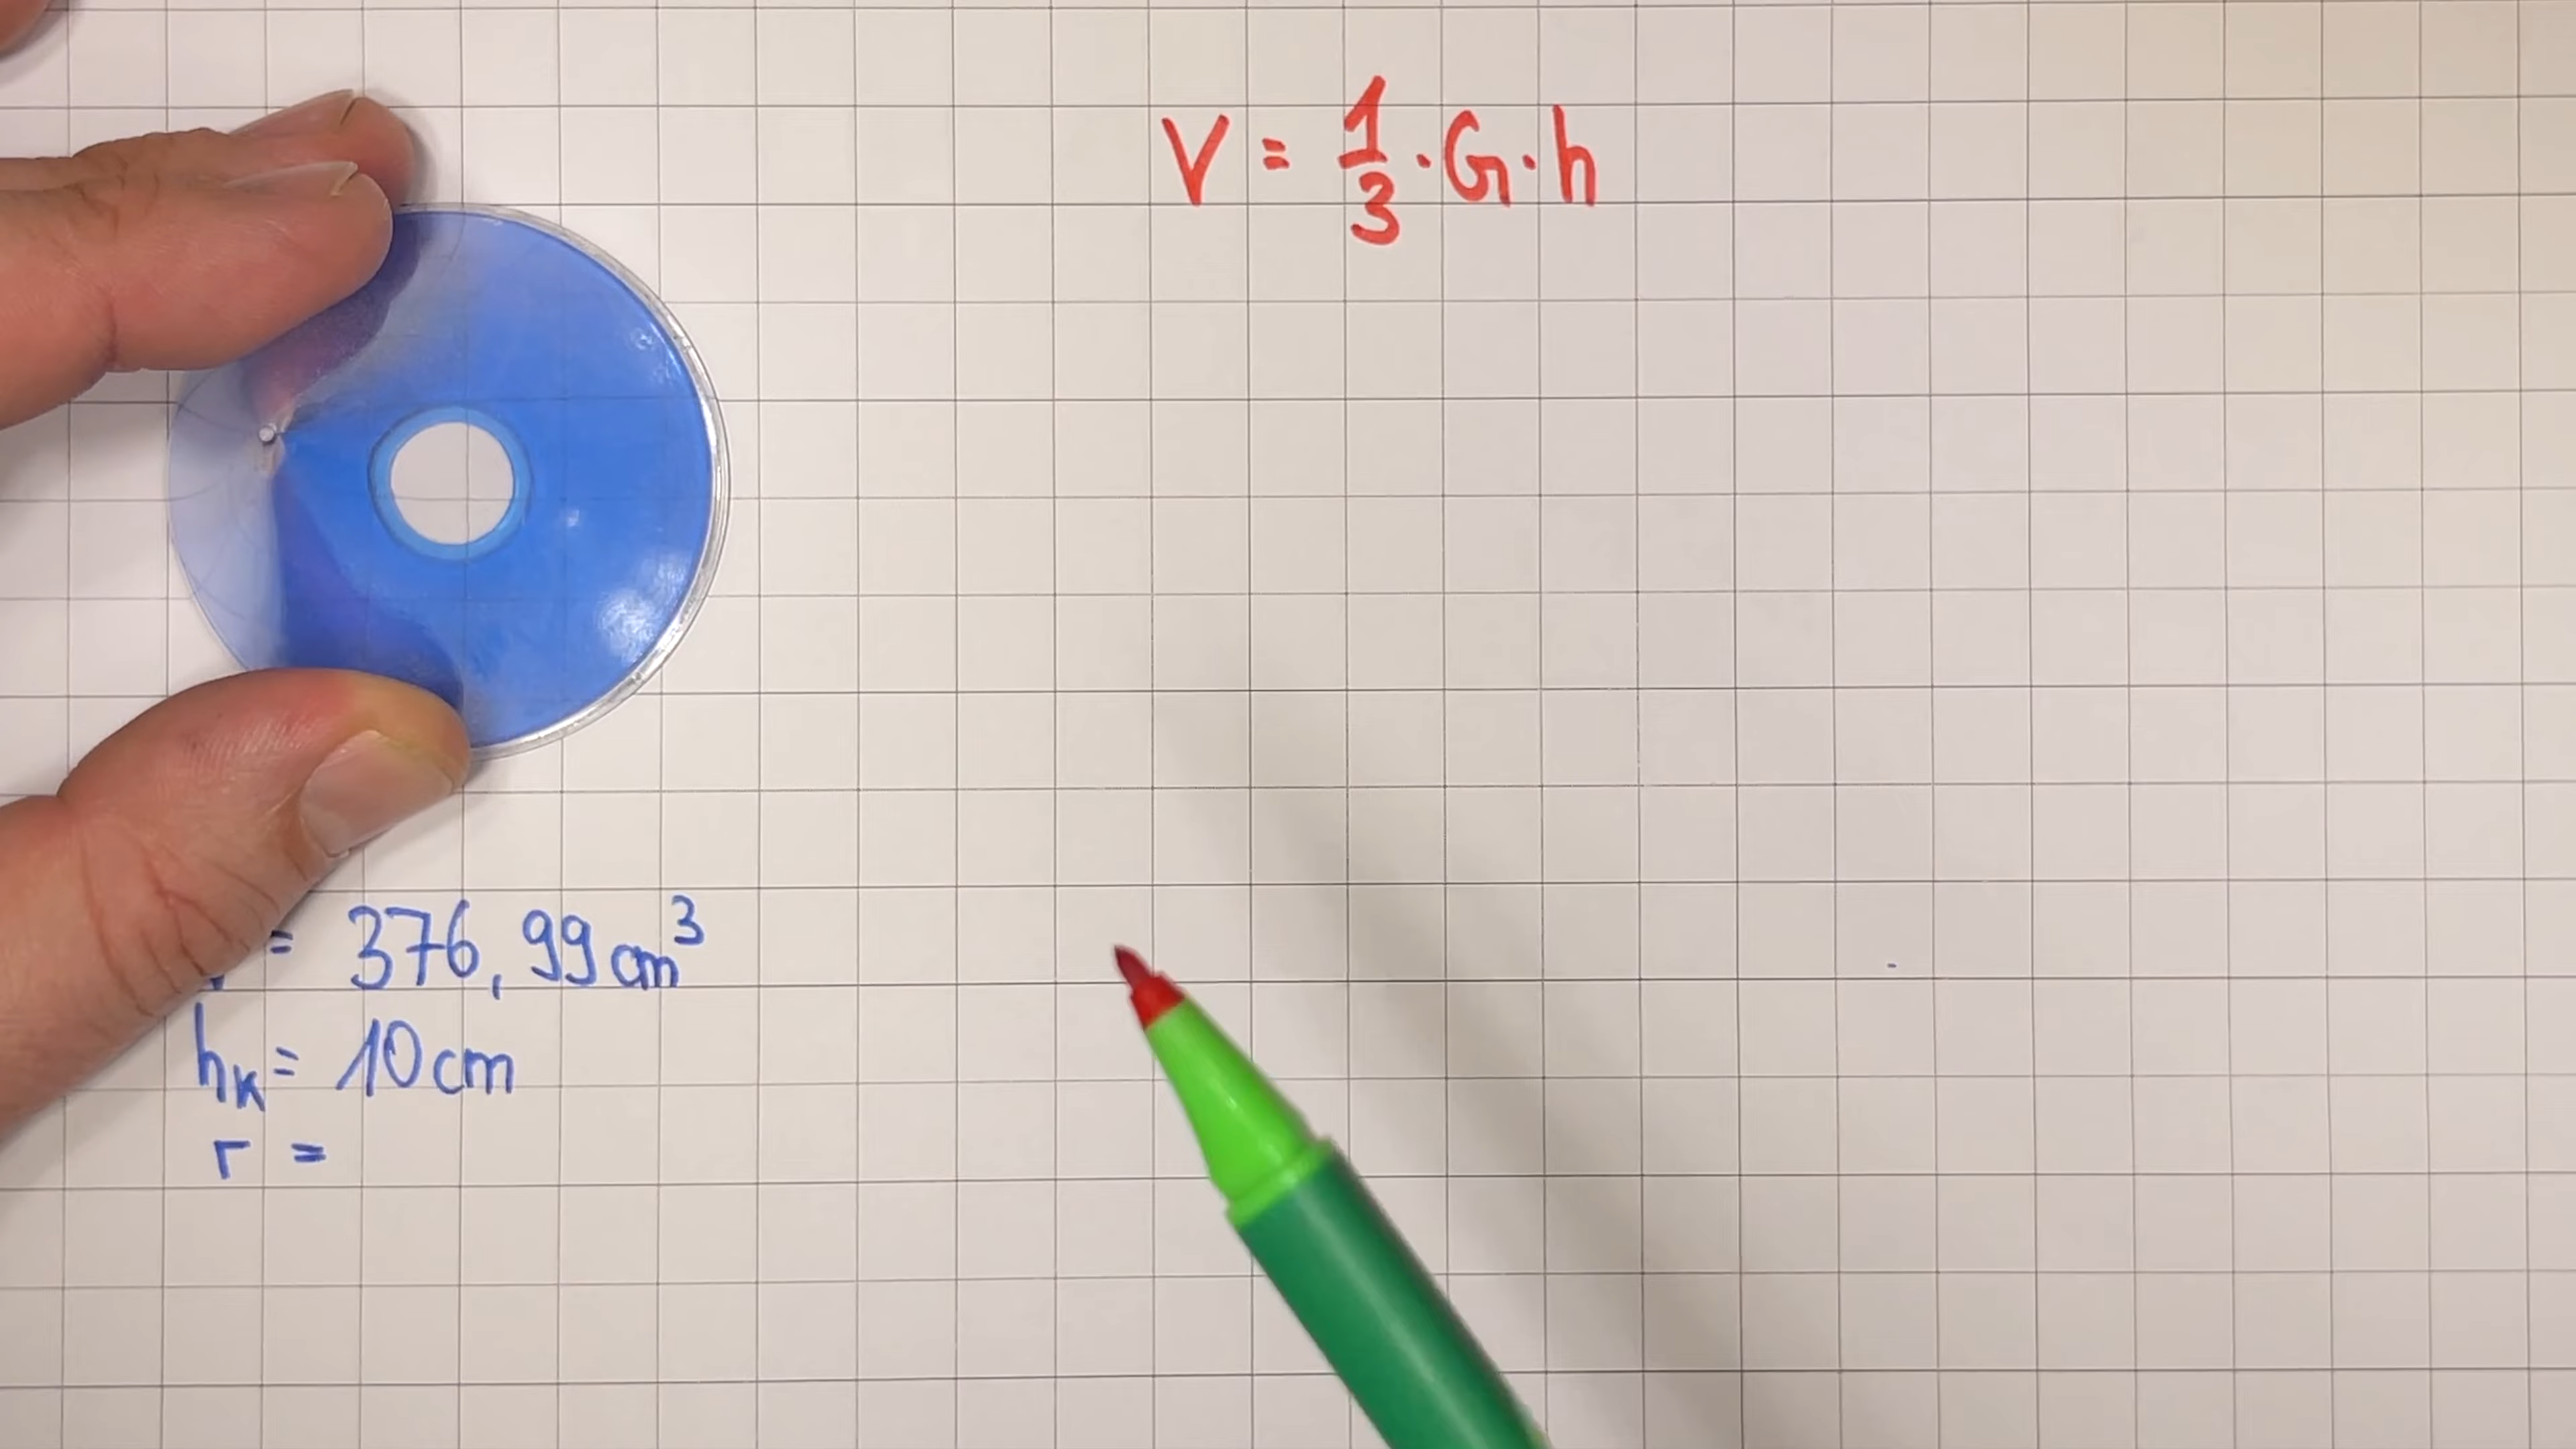 V = 1/3 · G · h
= 376,99 cm³
hₖ = 10 cm
r =